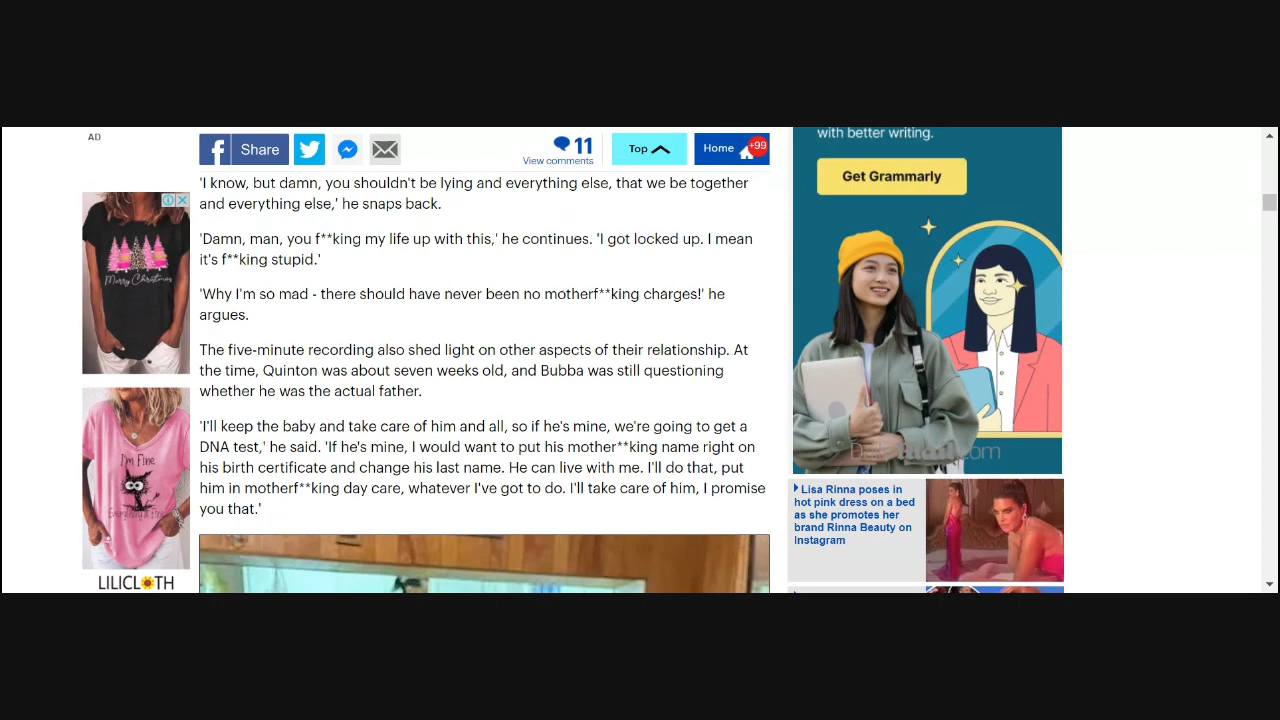 AD
Share
11
View comments
Top
Home
+99
'I know, but damn, you shouldn't be lying and everything else, that we be together
and everything else,' he snaps back.
'Damn, man, you f**king my life up with this,' he continues. 'I got locked up. I mean
it's f**king stupid.'
'Why I'm so mad - there should have never been no motherf**king charges!' he
argues.
The five-minute recording also shed light on other aspects of their relationship. At
the time, Quinton was about seven weeks old, and Bubba was still questioning
whether he was the actual father.
'I'll keep the baby and take care of him and all, so if he's mine, we're going to get a
DNA test,' he said. 'If he's mine, I would want to put his mother**king name right on
his birth certificate and change his last name. He can live with me. I'll do that, put
him in motherf**king day care, whatever I've got to do. I'll take care of him, I promise
you that.'
Merry Christmas
I'm Fine
Everything is Fine
LILICLOTH
with better writing.
Get Grammarly
Lisa Rinna poses in
hot pink dress on a bed
as she promotes her
brand Rinna Beauty on
Instagram